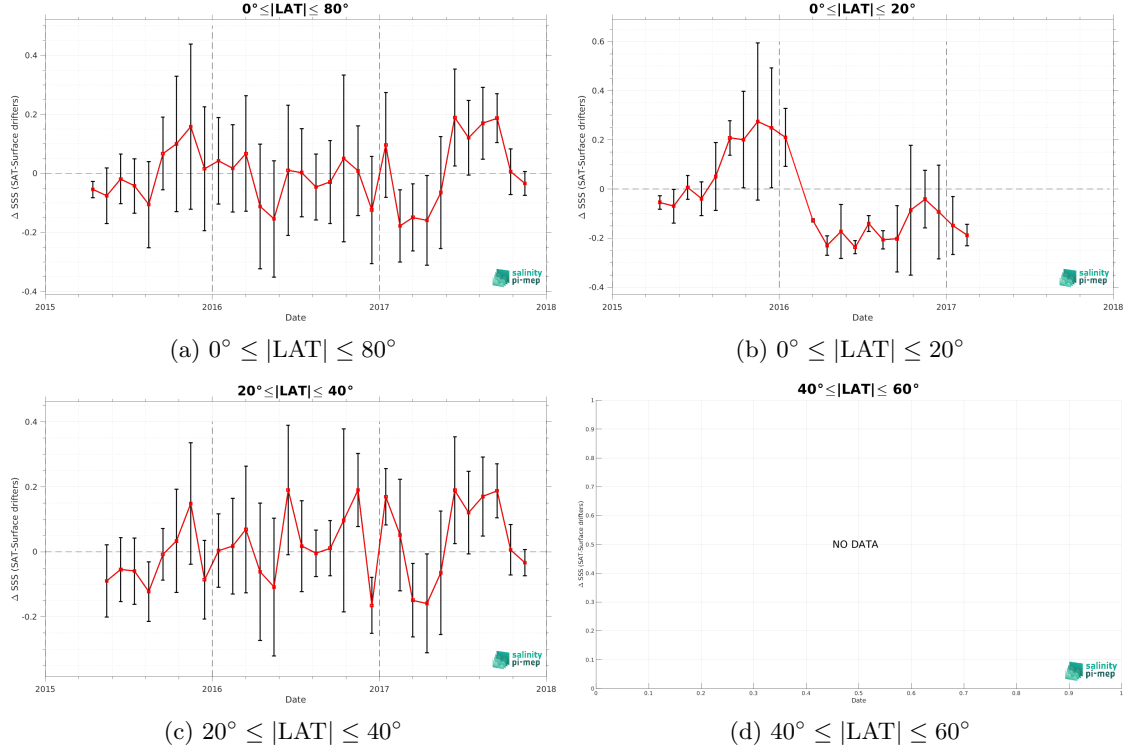 0°≤|LAT|≤ 80°
0.4
0.2
0
-0.2
-0.4
Δ SSS (SAT-Surface drifters)
2015
2016
2017
2018
Date
salinity
pi-mep
(a) 0° ≤ |LAT| ≤ 80°
0°≤|LAT|≤ 20°
0.6
0.4
0.2
0
-0.2
-0.4
Δ SSS (SAT-Surface drifters)
2015
2016
2017
2018
Date
salinity
pi-mep
(b) 0° ≤ |LAT| ≤ 20°
20°≤|LAT|≤ 40°
0.4
0.2
0
-0.2
Δ SSS (SAT-Surface drifters)
2015
2016
2017
2018
Date
salinity
pi-mep
(c) 20° ≤ |LAT| ≤ 40°
40°≤|LAT|≤ 60°
1
0.9
0.8
0.7
0.6
0.5
0.4
0.3
0.2
0.1
0
Δ SSS (SAT-Surface drifters)
NO DATA
0
0.1
0.2
0.3
0.4
0.5
0.6
0.7
0.8
0.9
1
Date
salinity
pi-mep
(d) 40° ≤ |LAT| ≤ 60°